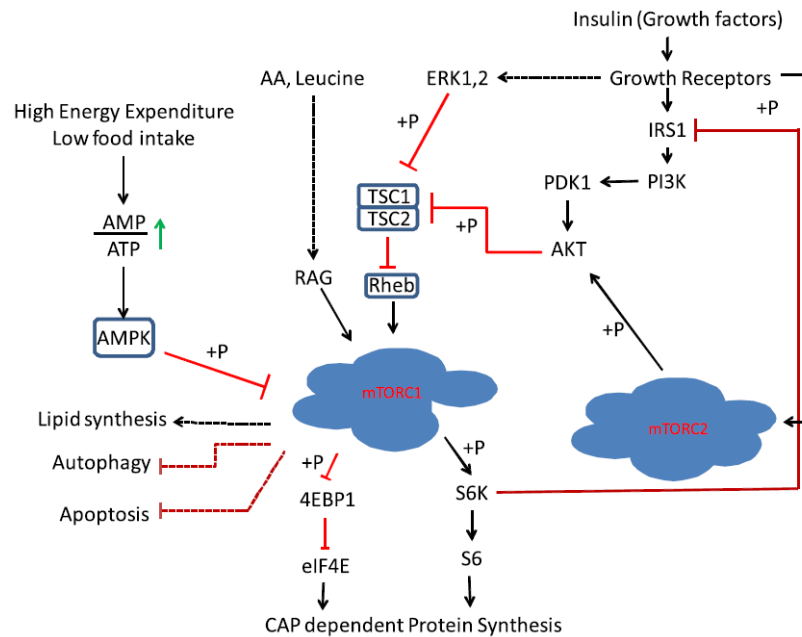 Insulin (Growth factors)
AA, Leucine
ERK1,2
Growth Receptors
High Energy Expenditure
Low food intake
+P
+P
IRS1
PDK1
PI3K
TSC1
TSC2
+P
AMP
ATP
AKT
RAG
Rheb
AMPK
+P
+P
mTORC1
Lipid synthesis
mTORC2
+P
Autophagy
+P
4EBP1
S6K
Apoptosis
eIF4E
S6
CAP dependent Protein Synthesis